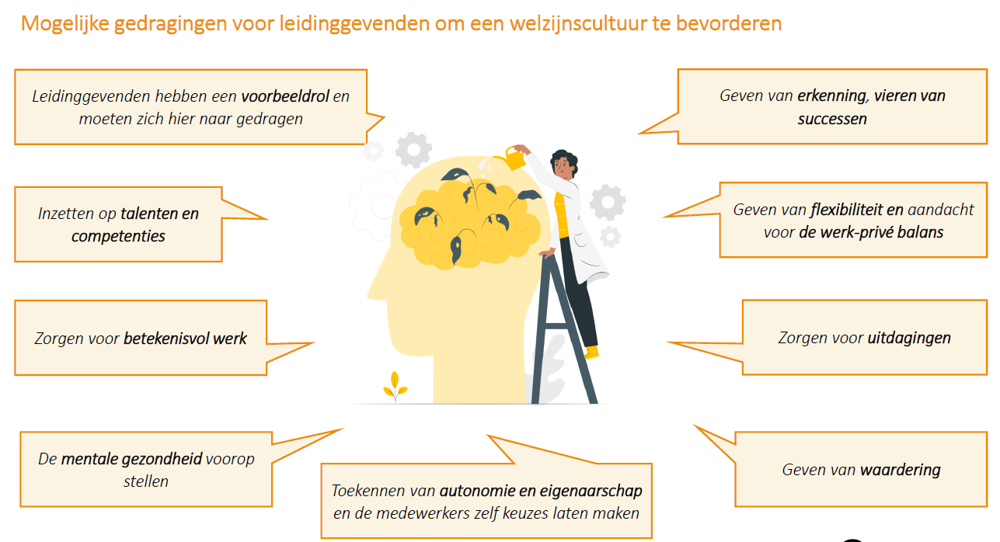 Mogelijke gedragingen voor leidinggevenden om een welzijnscultuur te bevorderen
Leidinggevenden hebben een voorbeeldrol en
moeten zich hier naar gedragen
Geven van erkenning, vieren van
successen
Inzetten op talenten en
competenties
Geven van flexibiliteit en aandacht
voor de werk-privé balans
Zorgen voor betekenisvol werk
Zorgen voor uitdagingen
De mentale gezondheid voorop
stellen
Toekennen van autonomie en eigenaarschap
en de medewerkers zelf keuzes laten maken
Geven van waardering